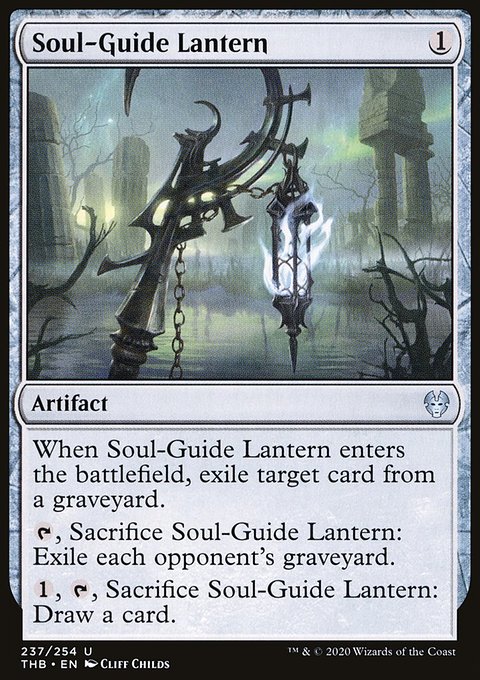 Soul-Guide Lantern 1
Artifact
When Soul-Guide Lantern enters
the battlefield, exile target card from
a graveyard.
, Sacrifice Soul-Guide Lantern:
Exile each opponent's graveyard.
1, , Sacrifice Soul-Guide Lantern:
Draw a card.
237/254 U
THB • EN Cliff Childs
™ & © 2020 Wizards of the Coast